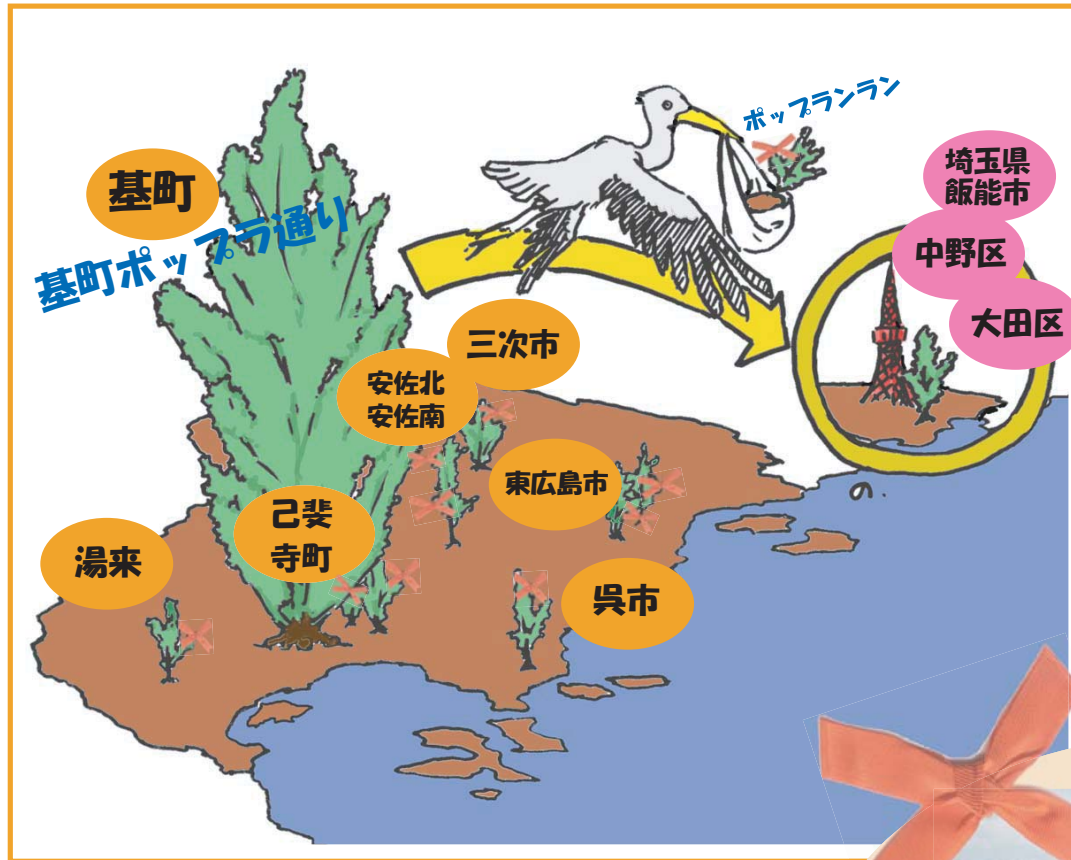 ポップランラン
埼玉県
飯能市
基町
中野区
基町ポップラ通り
大田区
三次市
安佐北
安佐南
東広島市
己斐
寺町
湯来
呉市